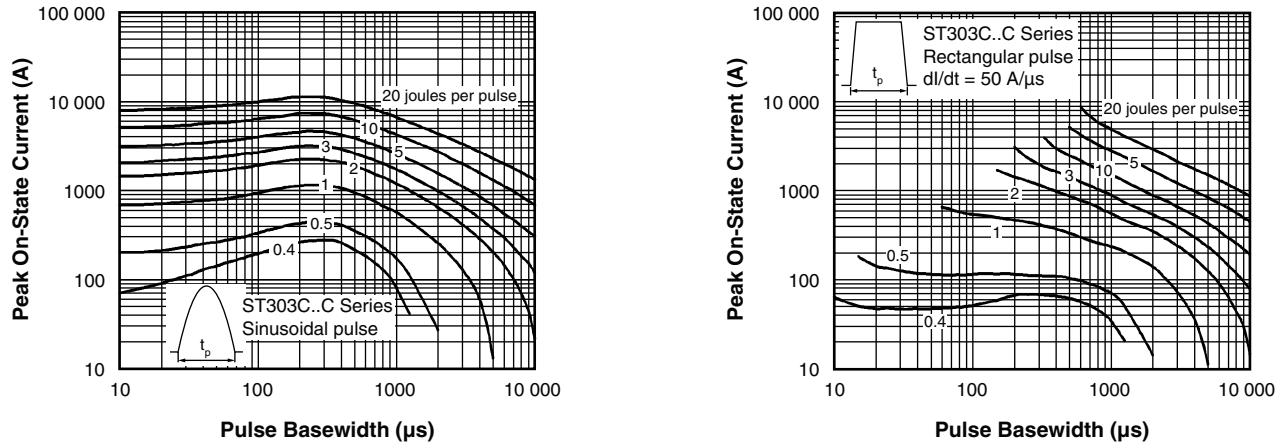 Peak On-State Current (A)
100 000
10 000
1000
100
10
20 joules per pulse
10
5
3
2
1
0.5
0.4
ST303C..C Series
Sinusoidal pulse
tp
10
100
1000
10 000
Pulse Basewidth (µs)
Peak On-State Current (A)
100 000
10 000
1000
100
10
tp
ST303C..C Series
Rectangular pulse
dI/dt = 50 A/µs
20 joules per pulse
5
10
3
2
1
0.5
0.4
10
100
1000
10 000
Pulse Basewidth (µs)